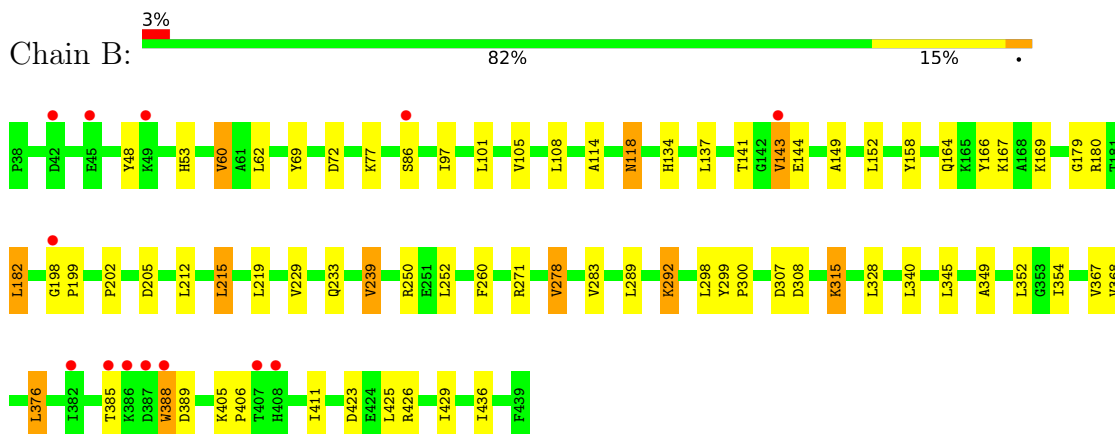 3%
Chain B:
82% 15% •
P38 D42 E45 Y48 K49 H53 V60 A61 L62 Y69 D72 K77 S86 I97 L101 V105 L108 A114 N118 H134 L137 T141 G142 V143 E144 A149 L152 Y158 Q164 K165 Y166 K167 A168 K169 G179 R180 T181
L182 G198 P199 P202 D205 L212 L215 L219 V229 Q233 V239 R250 E251 L252 F260 R271 V278 V283 L289 K292 L298 Y299 P300 D307 D308 K315 L328 L340 L345 A349 L352 G353 I354 V367 V368
L376 I382 T385 K386 D387 W388 D389 K405 P406 T407 H408 I411 D423 E424 L425 R426 I429 I436 F439